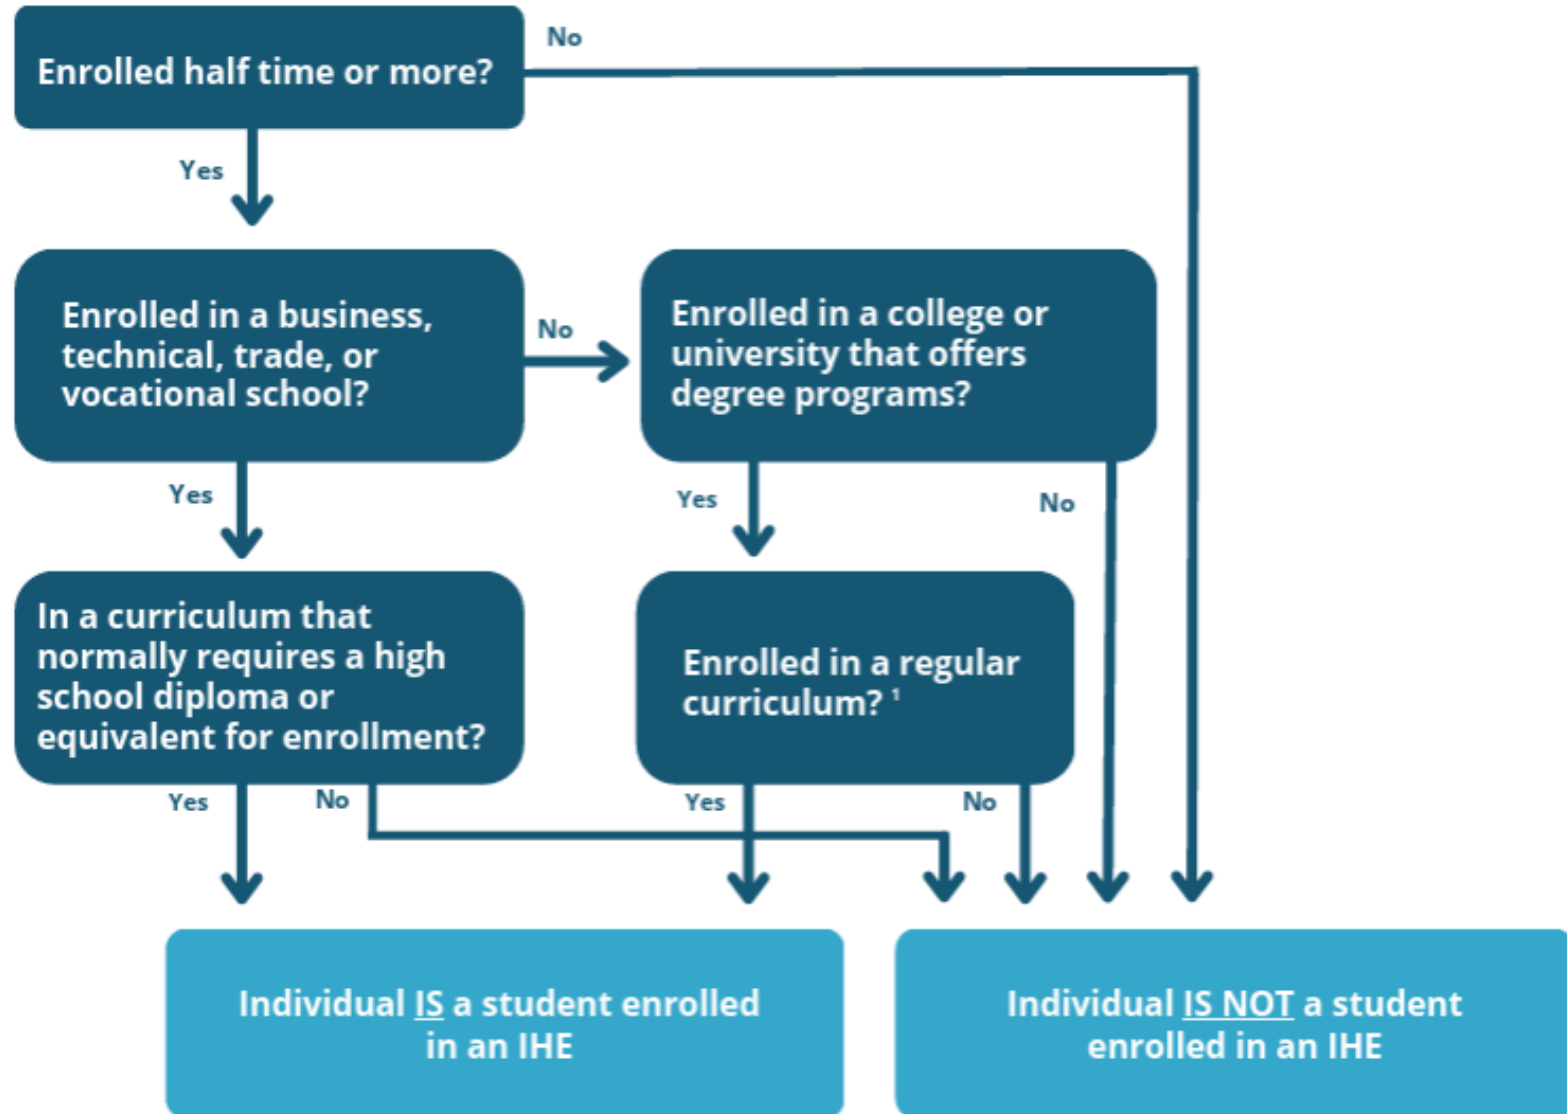 Enrolled half time or more?
No
Yes
Enrolled in a business,
technical, trade, or
vocational school?
No
Enrolled in a college or
university that offers
degree programs?
Yes
Yes
No
In a curriculum that
normally requires a high
school diploma or
equivalent for enrollment?
Enrolled in a regular
curriculum? ¹
Yes
No
Yes
No
Individual IS a student enrolled
in an IHE
Individual IS NOT a student
enrolled in an IHE